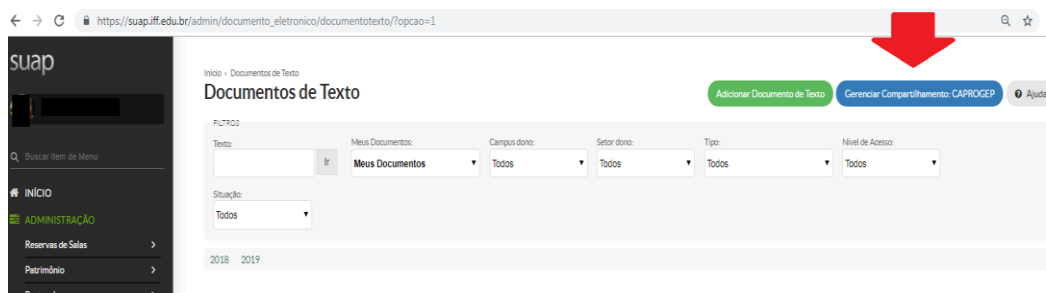 https://suap.iff.edu.br/admin/documento_eletronico/documentotexto/?opcao=1
suap
Início » Documentos de Texto
Documentos de Texto
Adicionar Documento de Texto
Gerenciar Compartilhamento: CAPROGEP
Ajuda
FILTROS
Texto:
Ir
Meus Documentos:
Meus Documentos
Campus dono:
Todos
Setor dono:
Todos
Tipo:
Todos
Nível de Acesso:
Todos
Situação:
Todos
2018 2019
Buscar Item de Menu
INÍCIO
ADMINISTRAÇÃO
Reservas de Salas
Patrimônio